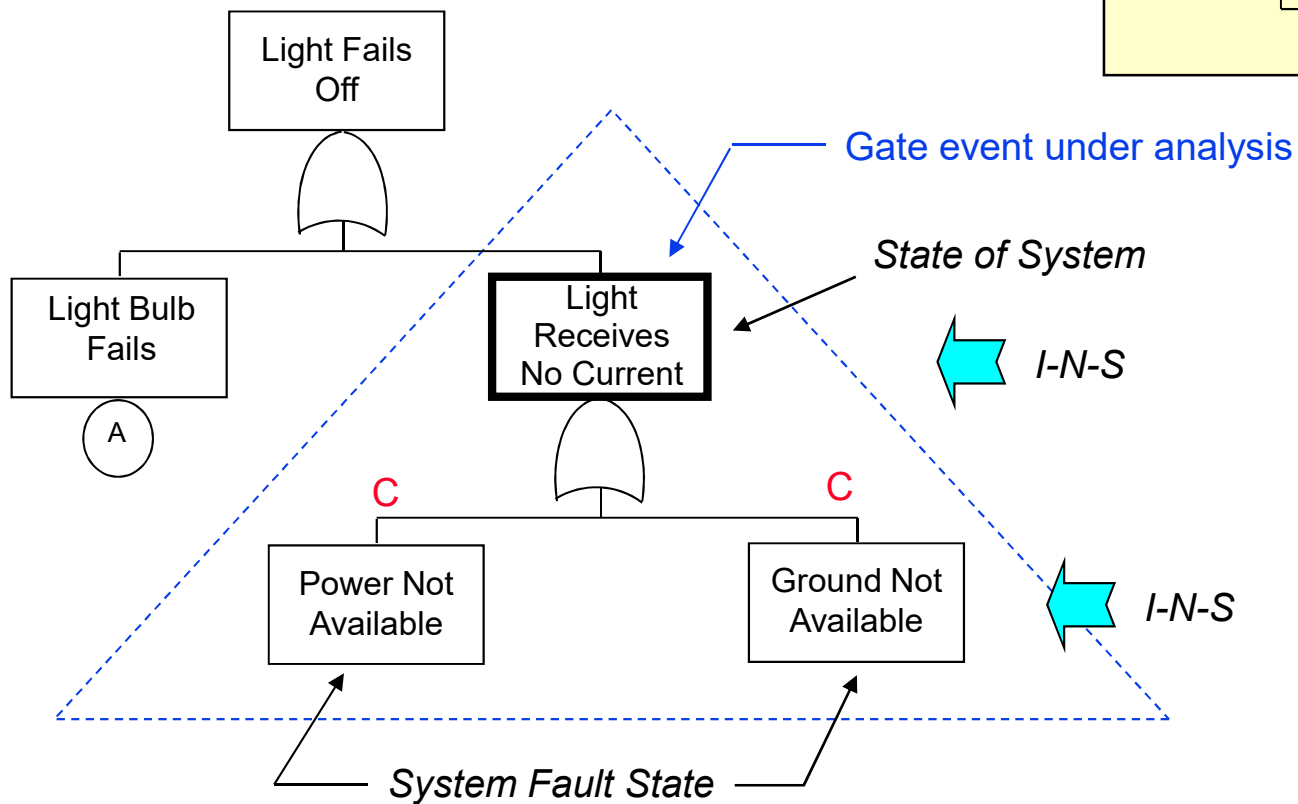 Light Fails
Off
Gate event under analysis
State of System
Light Bulb
Fails
Light
Receives
No Current
I-N-S
A
C
C
Power Not
Available
Ground Not
Available
I-N-S
System Fault State